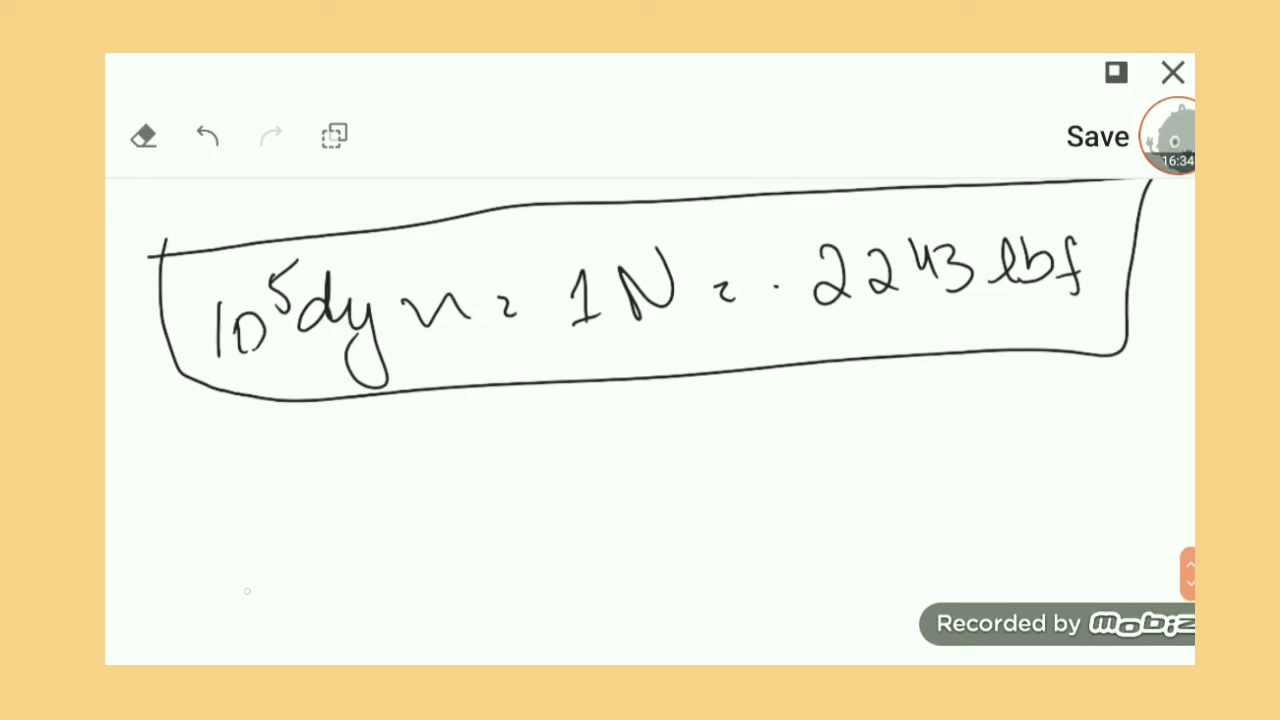 Save
16:34
10⁵dyn = 1N = .2243 lbf
Recorded by mobiz